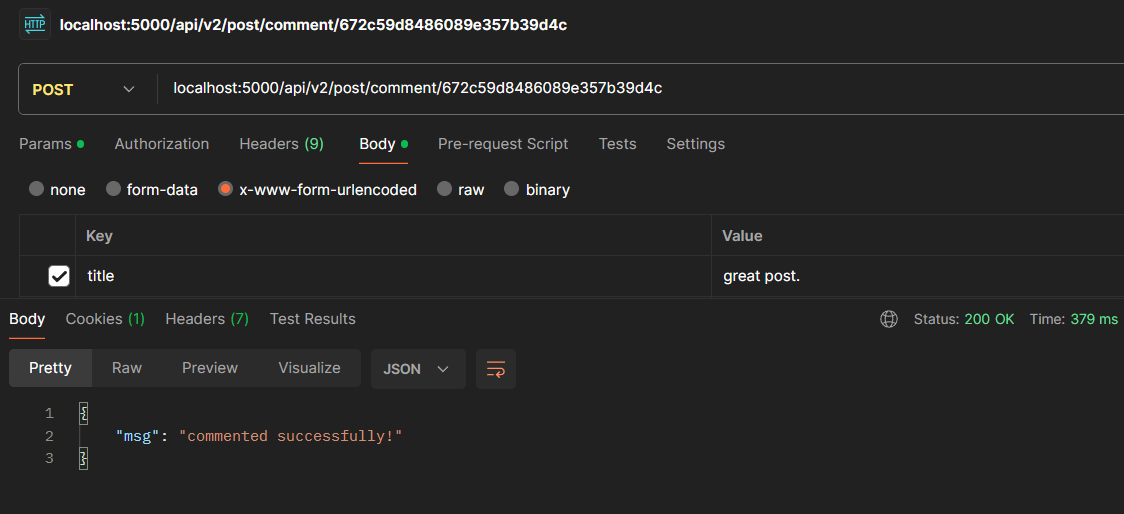 HTTP localhost:5000/api/v2/post/comment/672c59d8486089e357b39d4c
POST localhost:5000/api/v2/post/comment/672c59d8486089e357b39d4c
Params Authorization Headers (9) Body Pre-request Script Tests Settings
none form-data x-www-form-urlencoded raw binary
Key Value
title great post.
Body Cookies (1) Headers (7) Test Results Status: 200 OK Time: 379 ms
Pretty Raw Preview Visualize JSON
1 {
2 "msg": "commented successfully!"
3 }